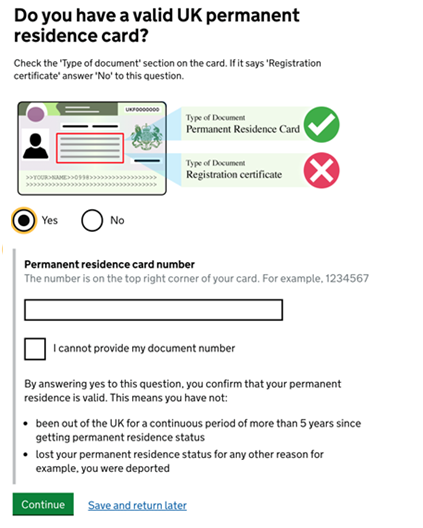 Do you have a valid UK permanent
residence card?
Check the 'Type of document' section on the card. If it says 'Registration
certificate' answer 'No' to this question.
UKF0000000
Type of Document
Permanent Residence Card
Type of Document
Registration certificate
Yes
No
Permanent residence card number
The number is on the top right corner of your card. For example, 1234567
I cannot provide my document number
By answering yes to this question, you confirm that your permanent
residence is valid. This means you have not:
• been out of the UK for a continuous period of more than 5 years since
getting permanent residence status
• lost your permanent residence status for any other reason for
example, you were deported
Continue
Save and return later